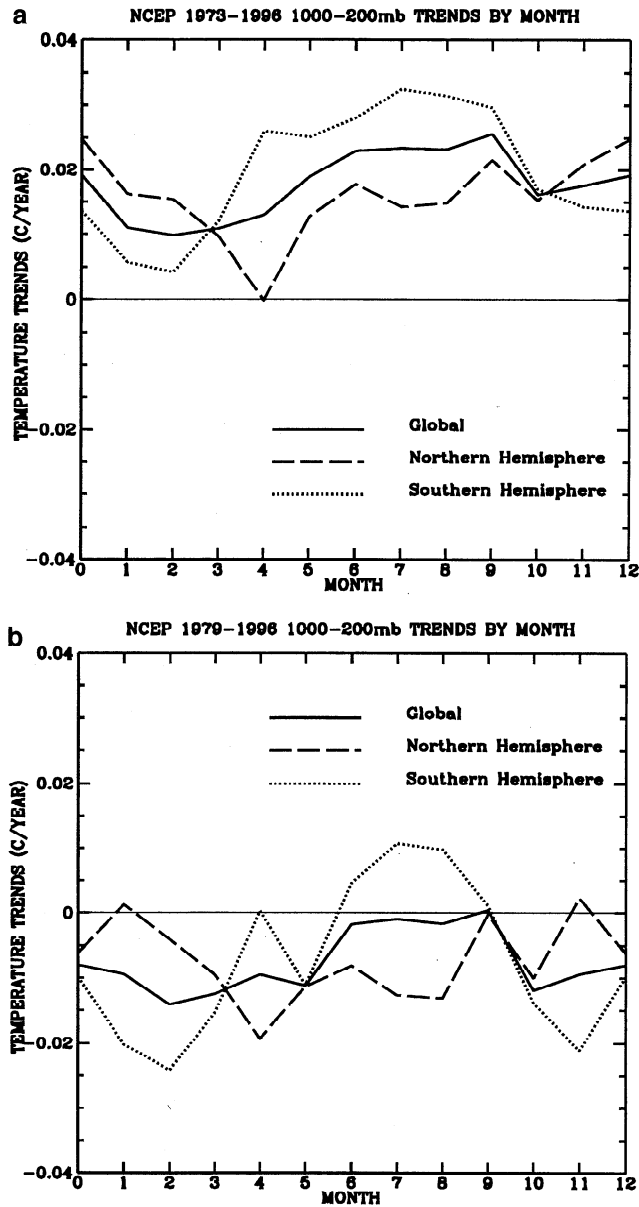 a
NCEP 1973-1996 1000-200mb TRENDS BY MONTH
TEMPERATURE TRENDS (C/YEAR)
0.04
0.02
0
-0.02
-0.04
Global
Northern Hemisphere
Southern Hemisphere
0 1 2 3 4 5 6 7 8 9 10 11 12
MONTH
b
NCEP 1979-1996 1000-200mb TRENDS BY MONTH
TEMPERATURE TRENDS (C/YEAR)
0.04
0.02
0
-0.02
-0.04
Global
Northern Hemisphere
Southern Hemisphere
0 1 2 3 4 5 6 7 8 9 10 11 12
MONTH